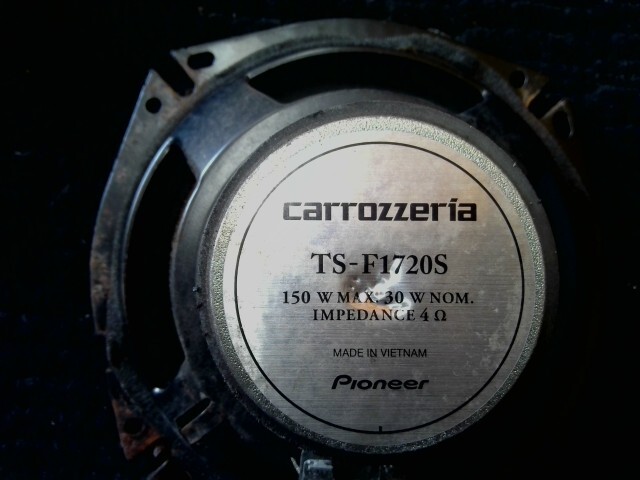 carrozzeria
TS-F1720S
150 W MAX. 30 W NOM.
IMPEDANCE 4 Ω
MADE IN VIETNAM
Pioneer